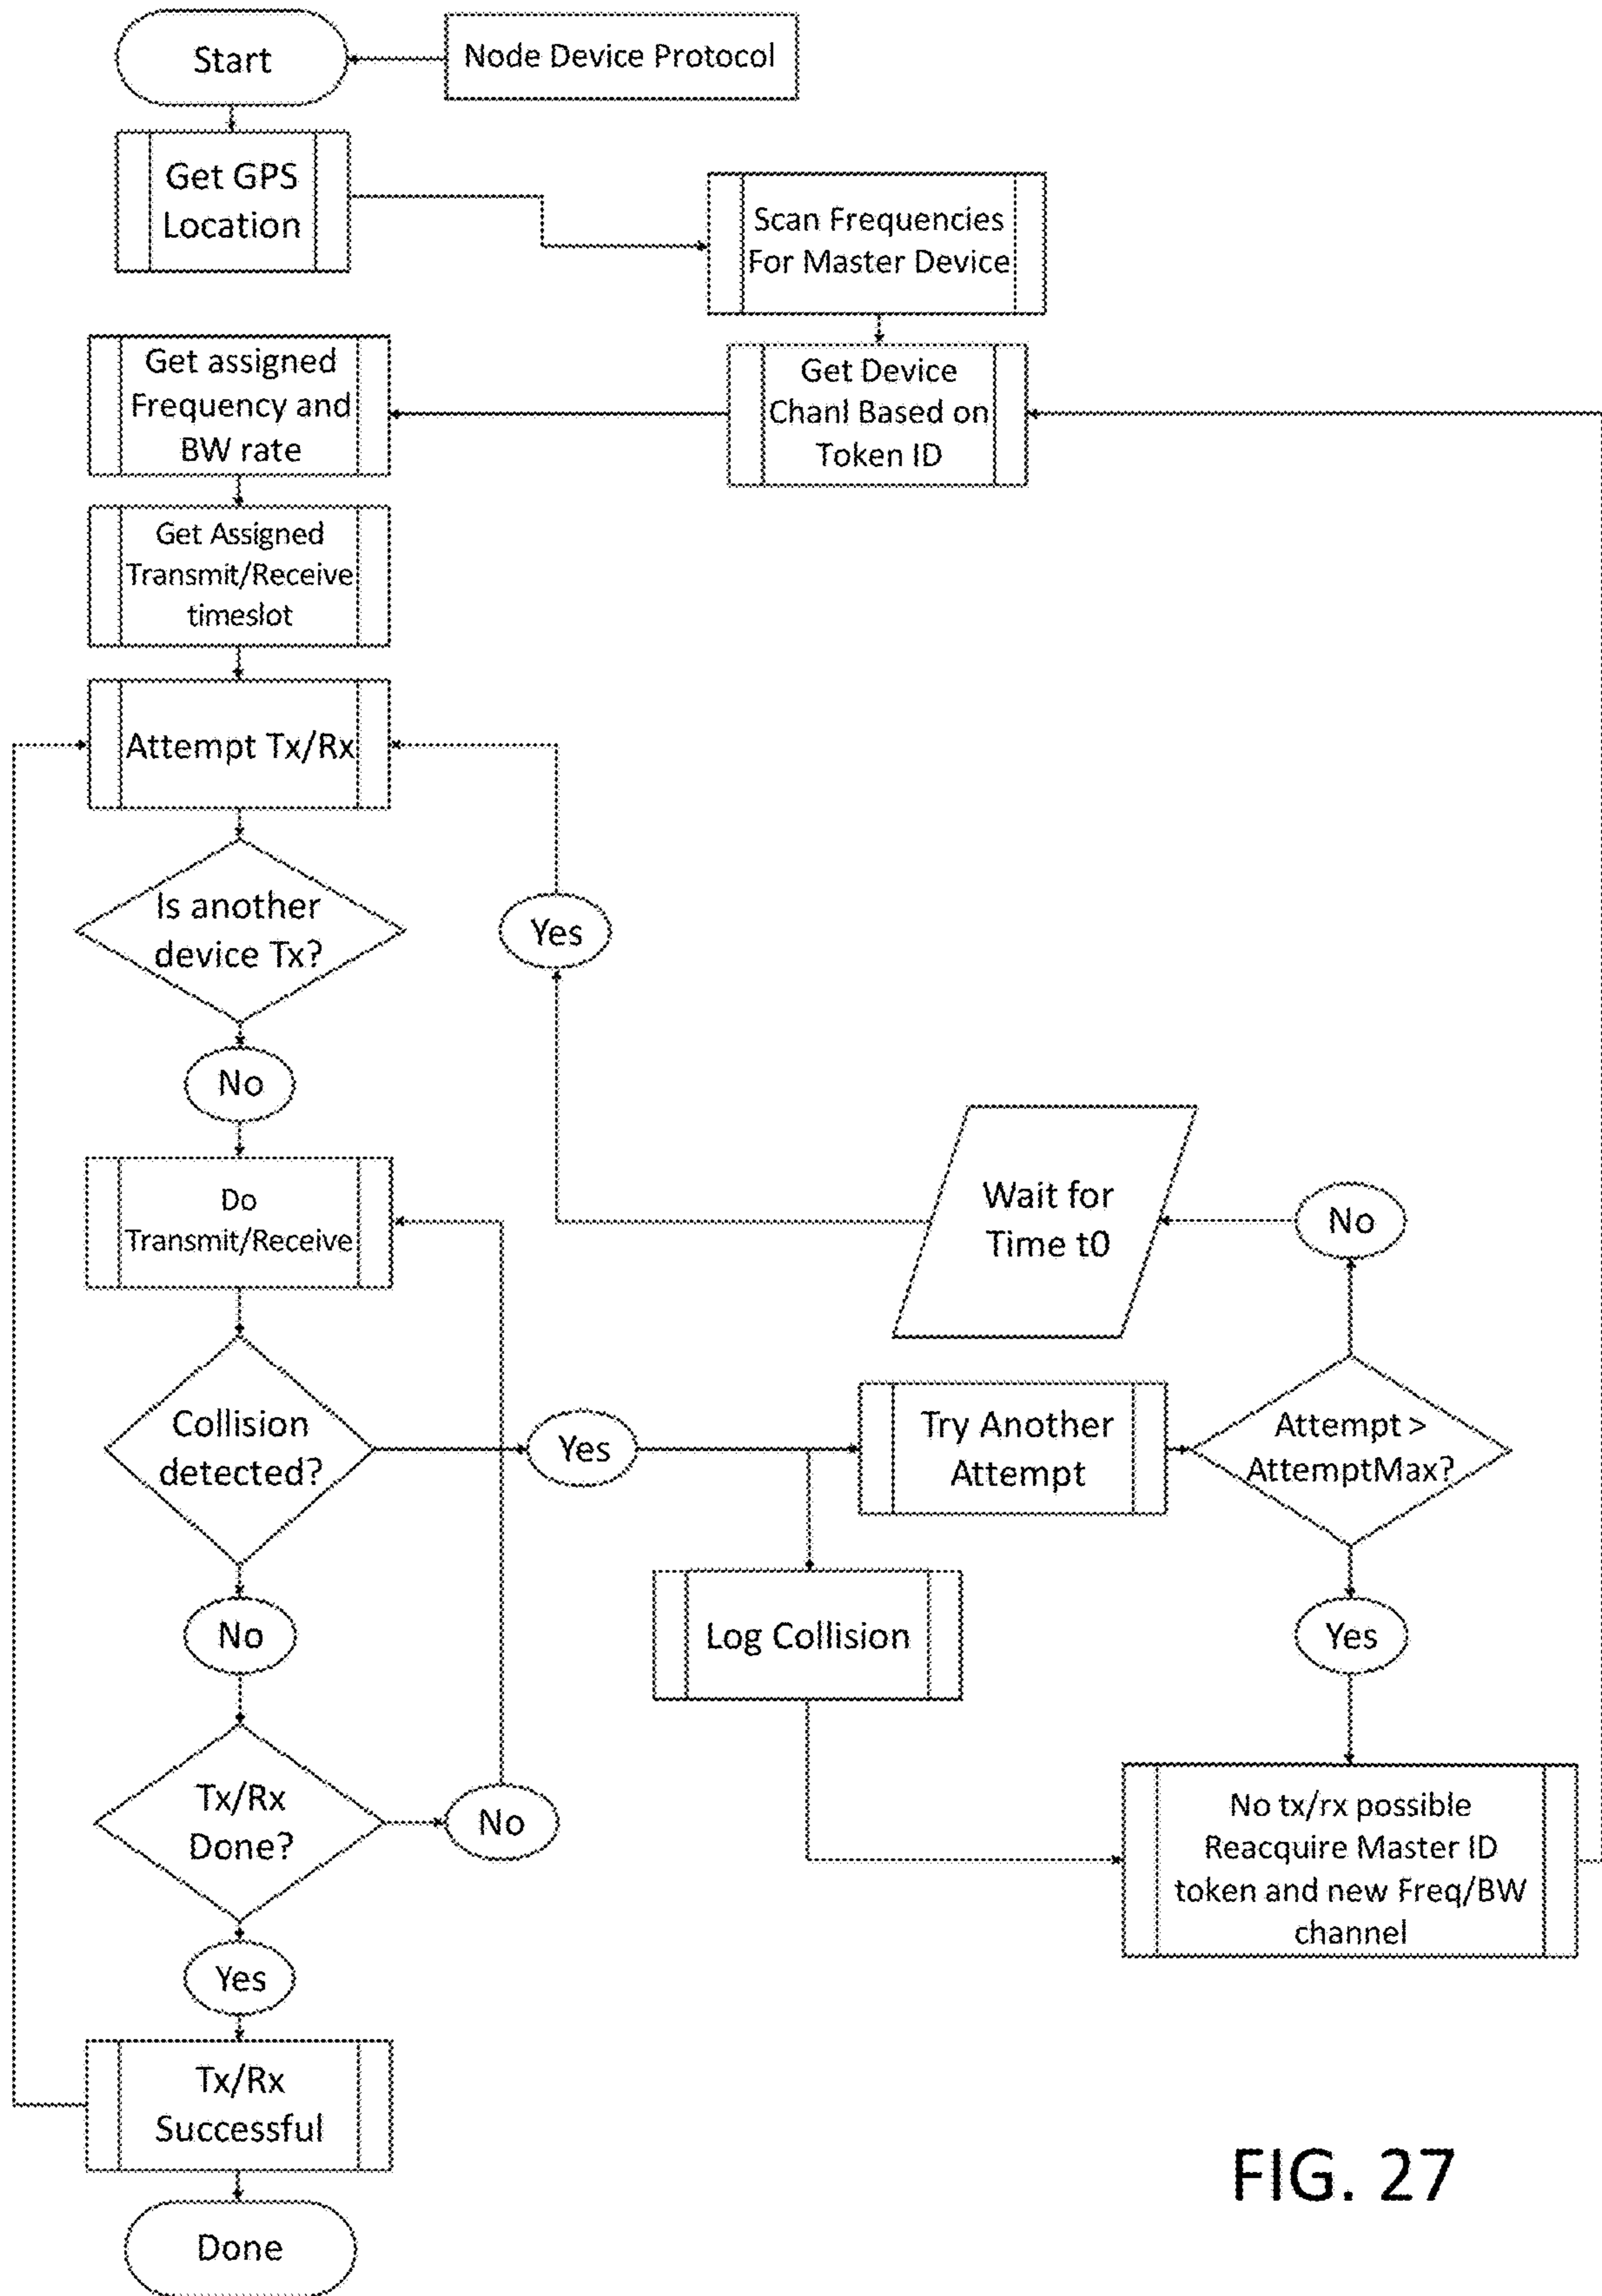 Start
Node Device Protocol
Get GPS
Location
Scan Frequencies
For Master Device
Get assigned
Frequency and
BW rate
Get Device
Chanl Based on
Token ID
Get Assigned
Transmit/Receive
timeslot
Attempt Tx/Rx
Is another
device Tx?
Yes
No
Do
Transmit/Receive
Wait for
Time t0
No
Collision
detected?
Yes
Try Another
Attempt
Attempt >
AttemptMax?
No
Log Collision
Yes
Tx/Rx
Done?
No
No tx/rx possible
Reacquire Master ID
token and new Freq/BW
channel
Yes
Tx/Rx
Successful
Done
FIG. 27